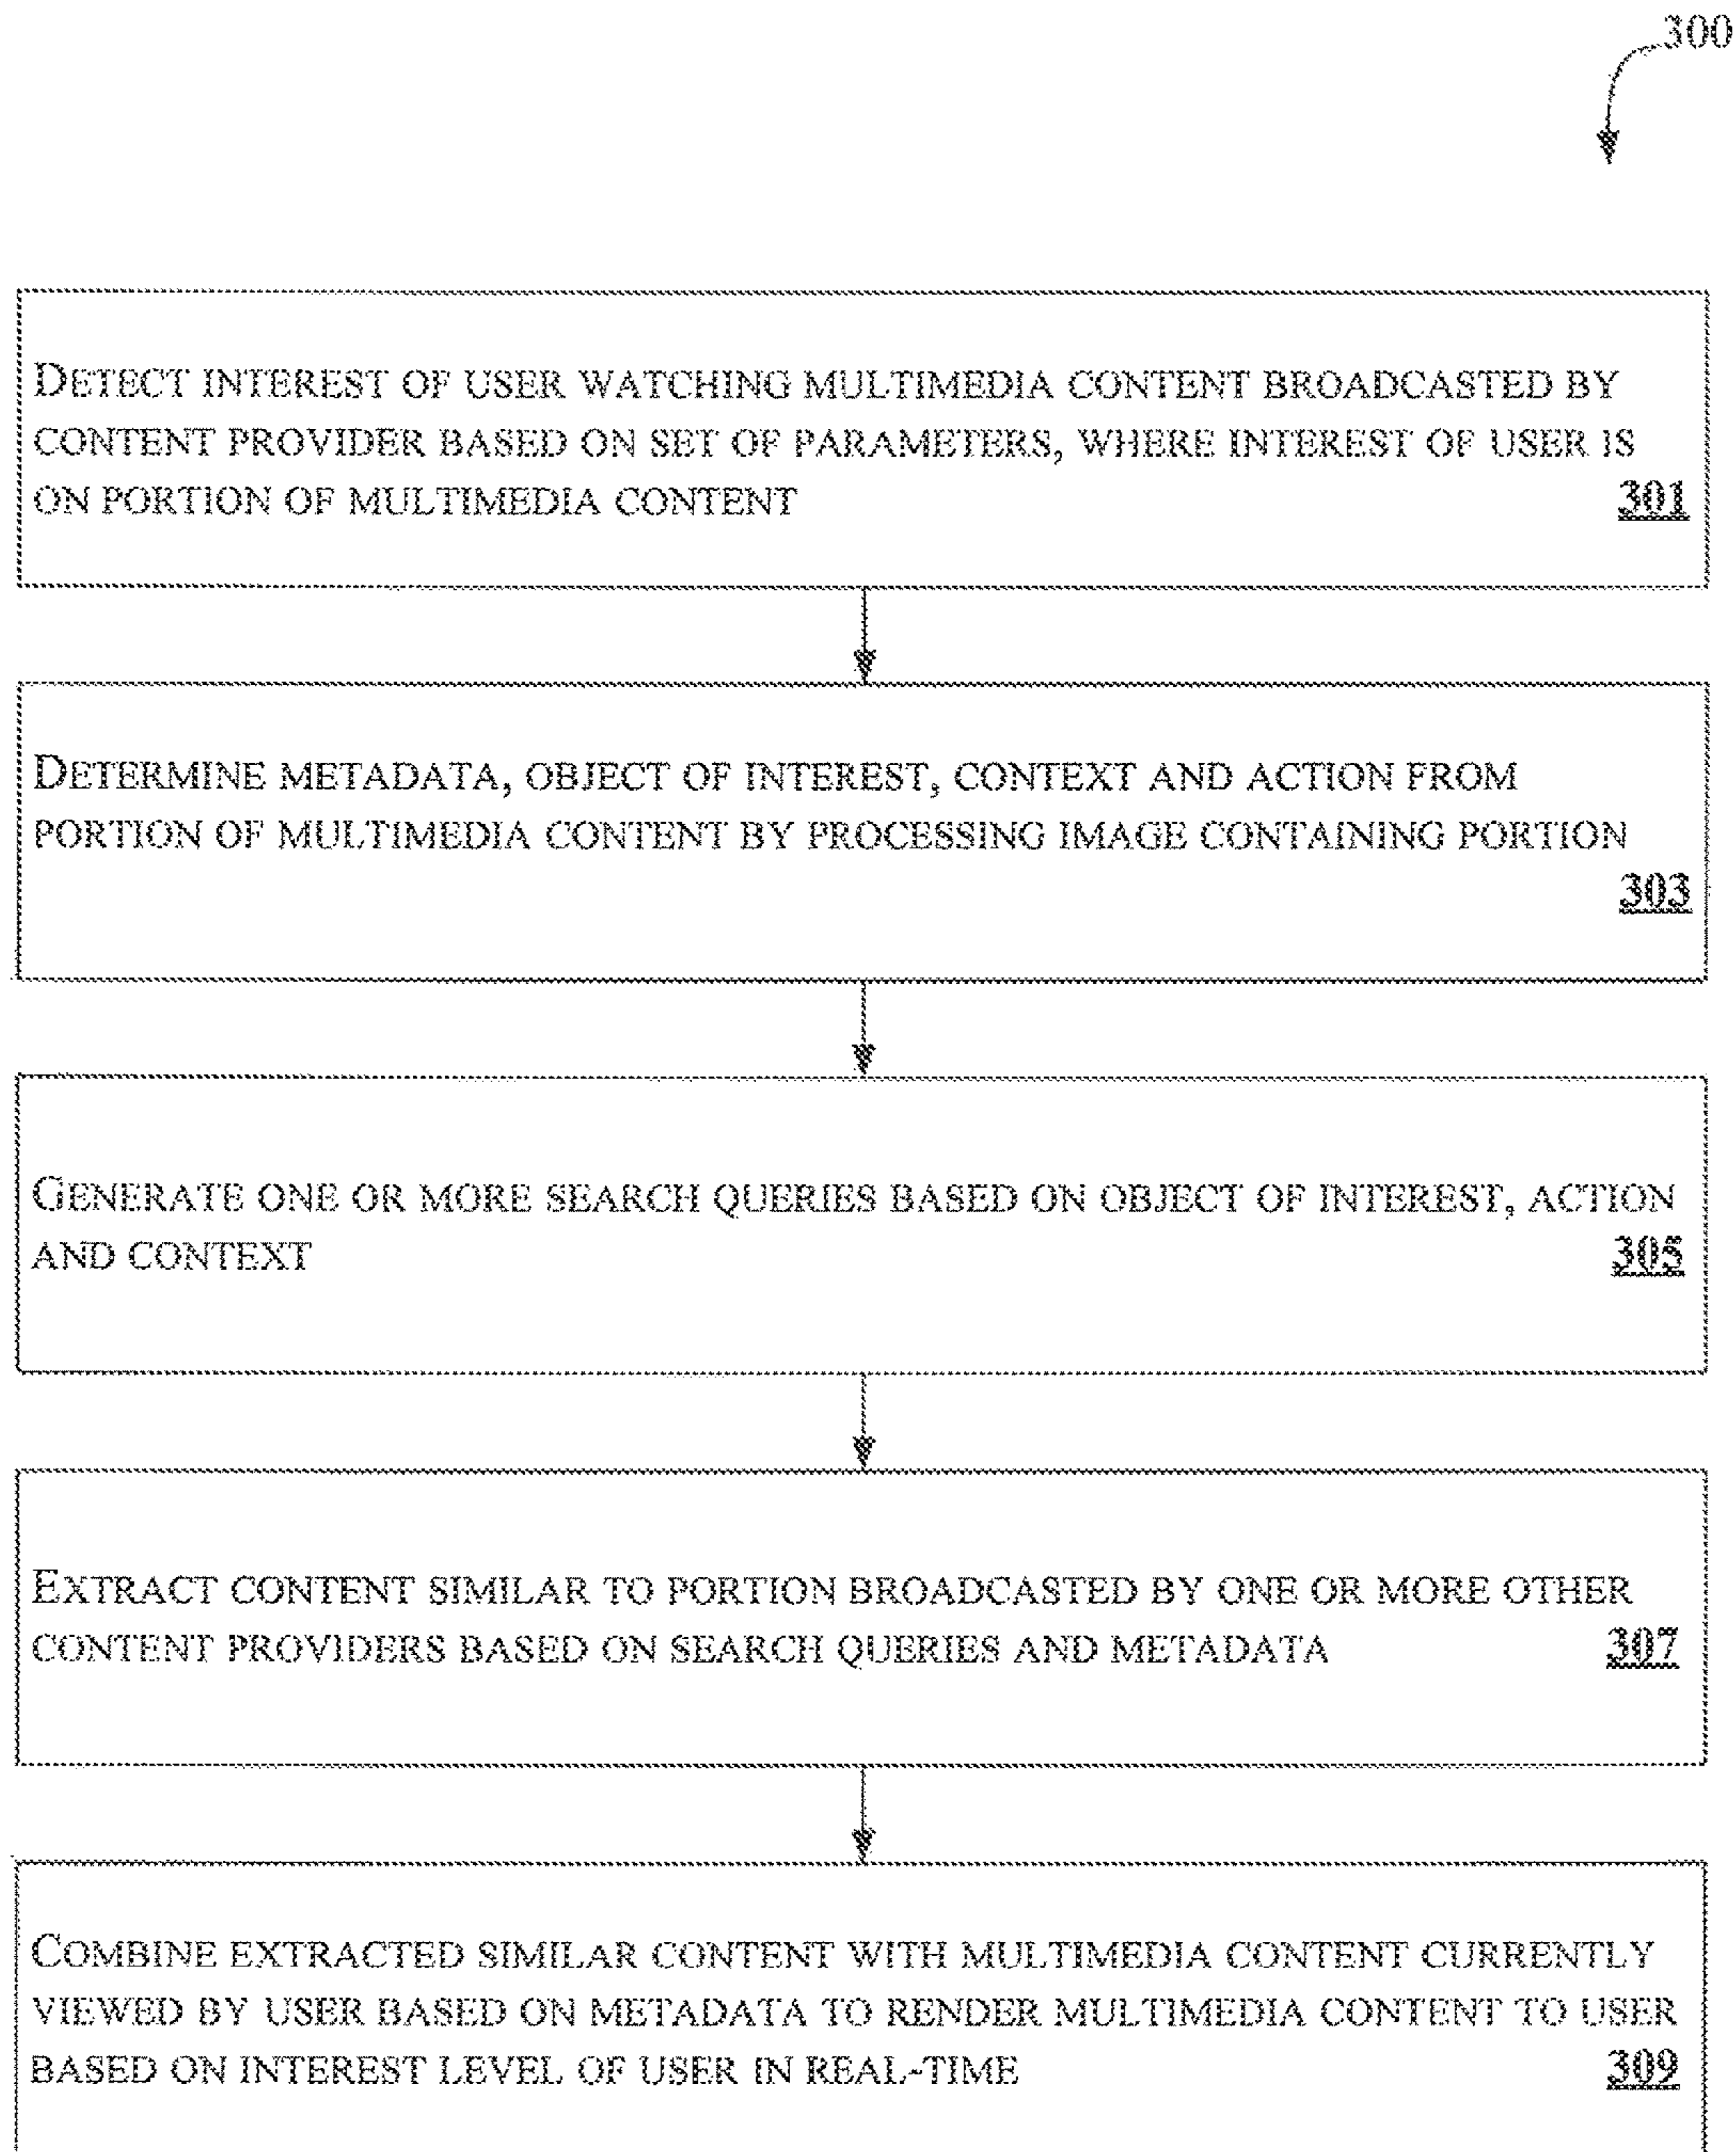 300
DETECT INTEREST OF USER WATCHING MULTIMEDIA CONTENT BROADCASTED BY
CONTENT PROVIDER BASED ON SET OF PARAMETERS, WHERE INTEREST OF USER IS
ON PORTION OF MULTIMEDIA CONTENT 301
DETERMINE METADATA, OBJECT OF INTEREST, CONTEXT AND ACTION FROM
PORTION OF MULTIMEDIA CONTENT BY PROCESSING IMAGE CONTAINING PORTION
303
GENERATE ONE OR MORE SEARCH QUERIES BASED ON OBJECT OF INTEREST, ACTION
AND CONTEXT 305
EXTRACT CONTENT SIMILAR TO PORTION BROADCASTED BY ONE OR MORE OTHER
CONTENT PROVIDERS BASED ON SEARCH QUERIES AND METADATA 307
COMBINE EXTRACTED SIMILAR CONTENT WITH MULTIMEDIA CONTENT CURRENTLY
VIEWED BY USER BASED ON METADATA TO RENDER MULTIMEDIA CONTENT TO USER
BASED ON INTEREST LEVEL OF USER IN REAL-TIME 309